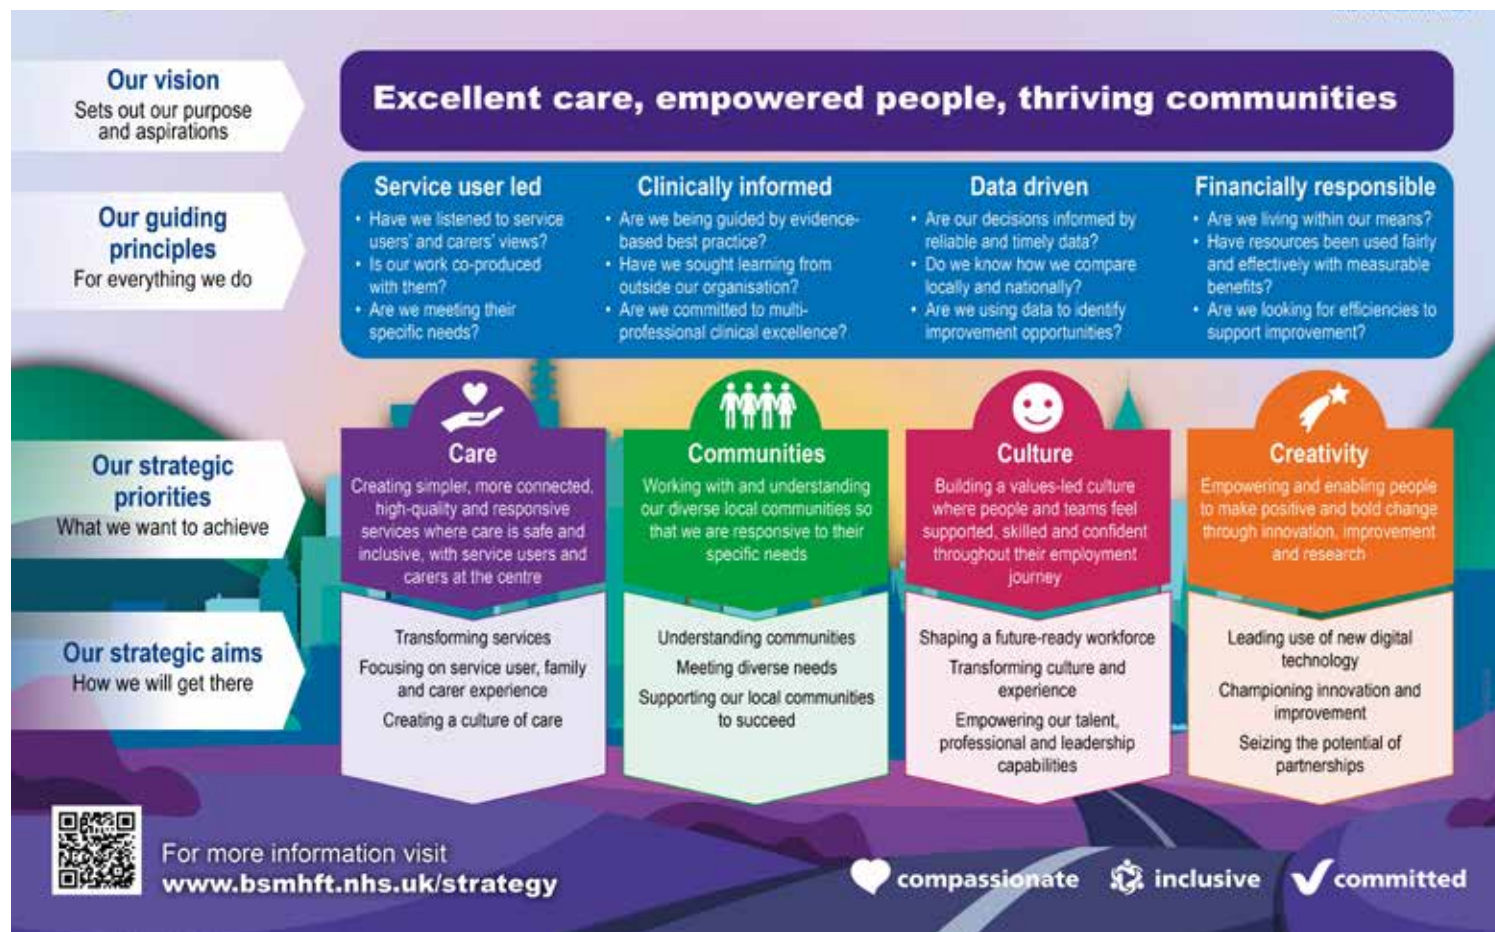 Our vision
Sets out our purpose
and aspirations
Excellent care, empowered people, thriving communities
Our guiding
principles
For everything we do
Service user led
• Have we listened to service
users' and carers' views?
• Is our work co-produced
with them?
• Are we meeting their
specific needs?
Clinically informed
• Are we being guided by evidence-
based best practice?
• Have we sought learning from
outside our organisation?
• Are we committed to multi-
professional clinical excellence?
Data driven
• Are our decisions informed by
reliable and timely data?
• Do we know how we compare
locally and nationally?
• Are we using data to identify
improvement opportunities?
Financially responsible
• Are we living within our means?
• Have resources been used fairly
and effectively with measurable
benefits?
• Are we looking for efficiencies to
support improvement?
Our strategic
priorities
What we want to achieve
Care
Creating simpler, more connected,
high-quality and responsive
services where care is safe and
inclusive, with service users and
carers at the centre
Communities
Working with and understanding
our diverse local communities so
that we are responsive to their
specific needs
Culture
Building a values-led culture
where people and teams feel
supported, skilled and confident
throughout their employment
journey
Creativity
Empowering and enabling people
to make positive and bold change
through innovation, improvement
and research
Our strategic aims
How we will get there
Transforming services
Focusing on service user, family
and carer experience
Creating a culture of care
Understanding communities
Meeting diverse needs
Supporting our local communities
to succeed
Shaping a future-ready workforce
Transforming culture and
experience
Empowering our talent,
professional and leadership
capabilities
Leading use of new digital
technology
Championing innovation and
improvement
Seizing the potential of
partnerships
For more information visit
www.bsmhft.nhs.uk/strategy
compassionate
inclusive
committed